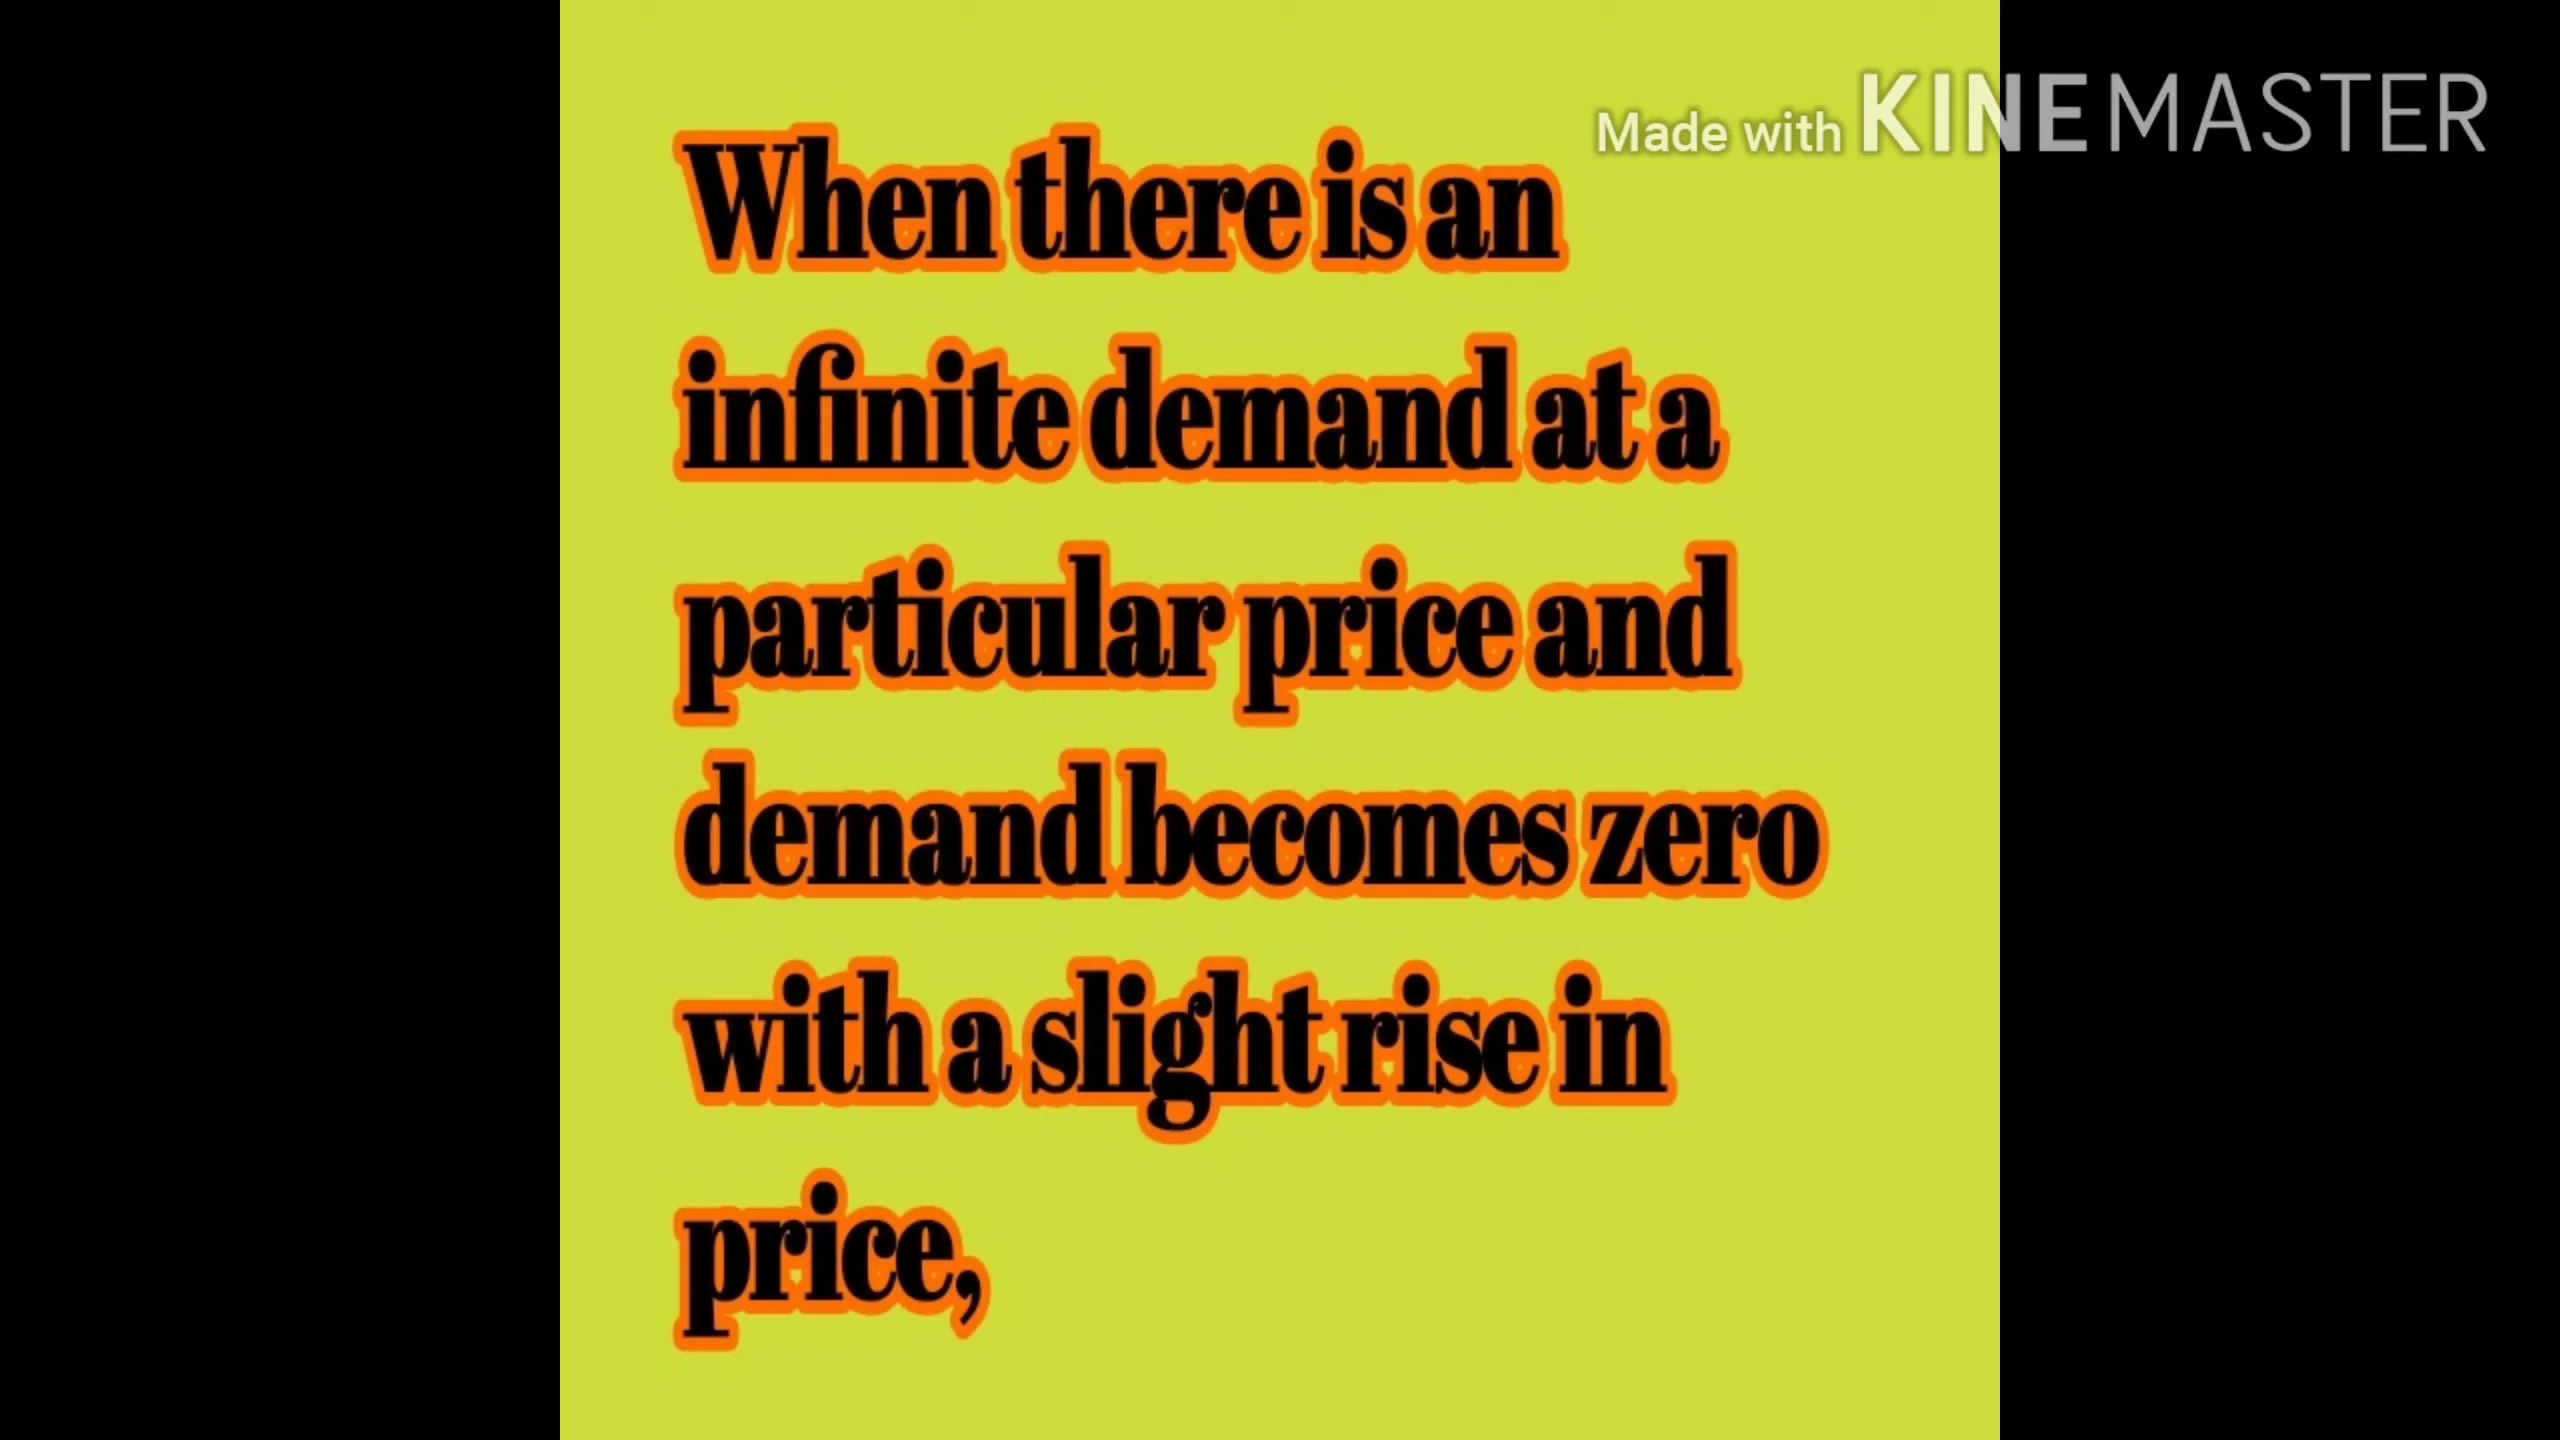 Made with KINEMASTER
When there is an
infinite demand at a
particular price and
demand becomes zero
with a slight rise in
price,